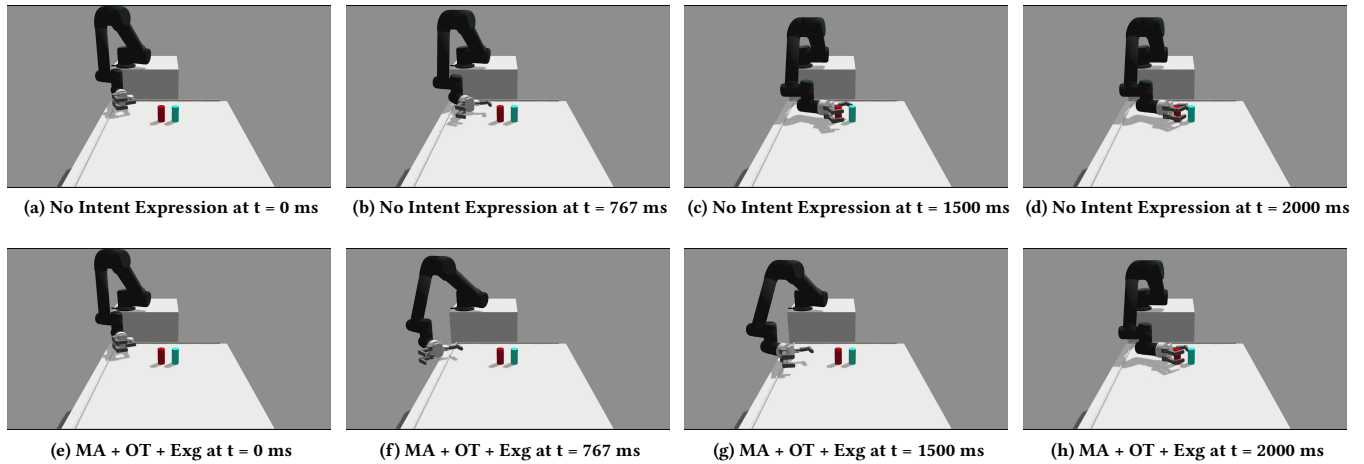 (a) No Intent Expression at t = 0 ms
(b) No Intent Expression at t = 767 ms
(c) No Intent Expression at t = 1500 ms
(d) No Intent Expression at t = 2000 ms
(e) MA + OT + Exg at t = 0 ms
(f) MA + OT + Exg at t = 767 ms
(g) MA + OT + Exg at t = 1500 ms
(h) MA + OT + Exg at t = 2000 ms